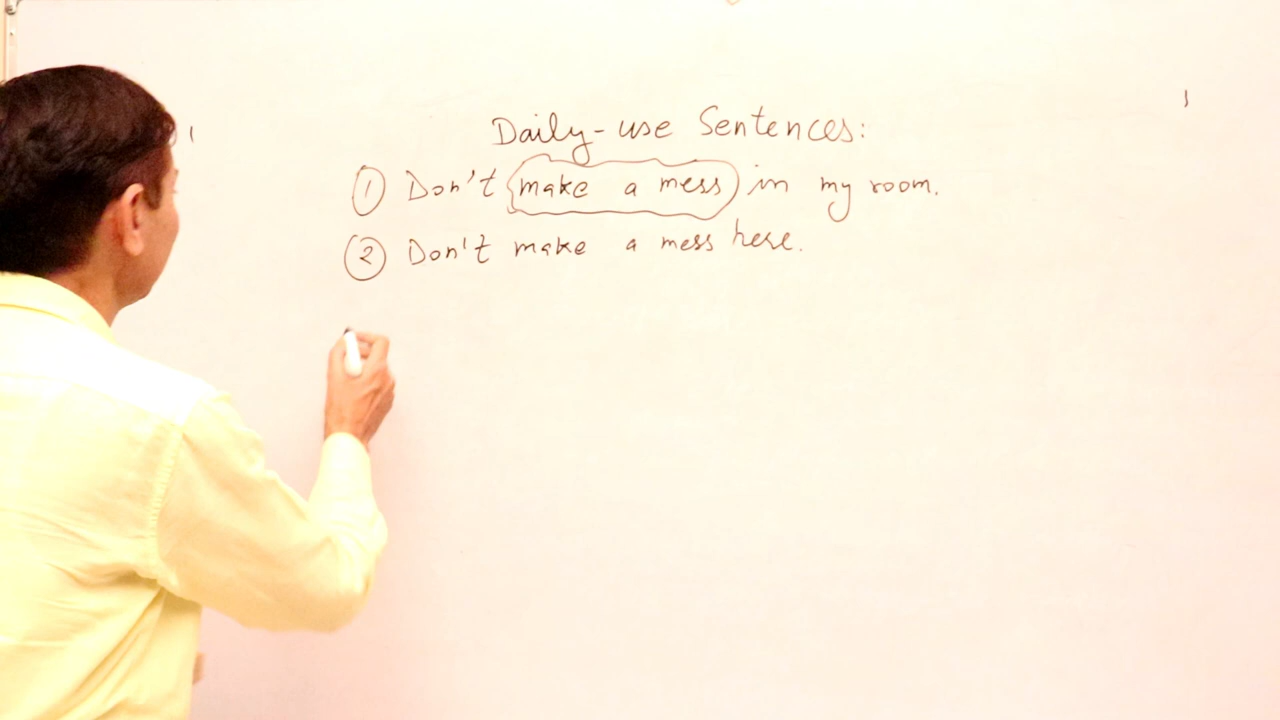 Daily-use Sentences:
① Don't make a mess in my room.
② Don't make a mess here.